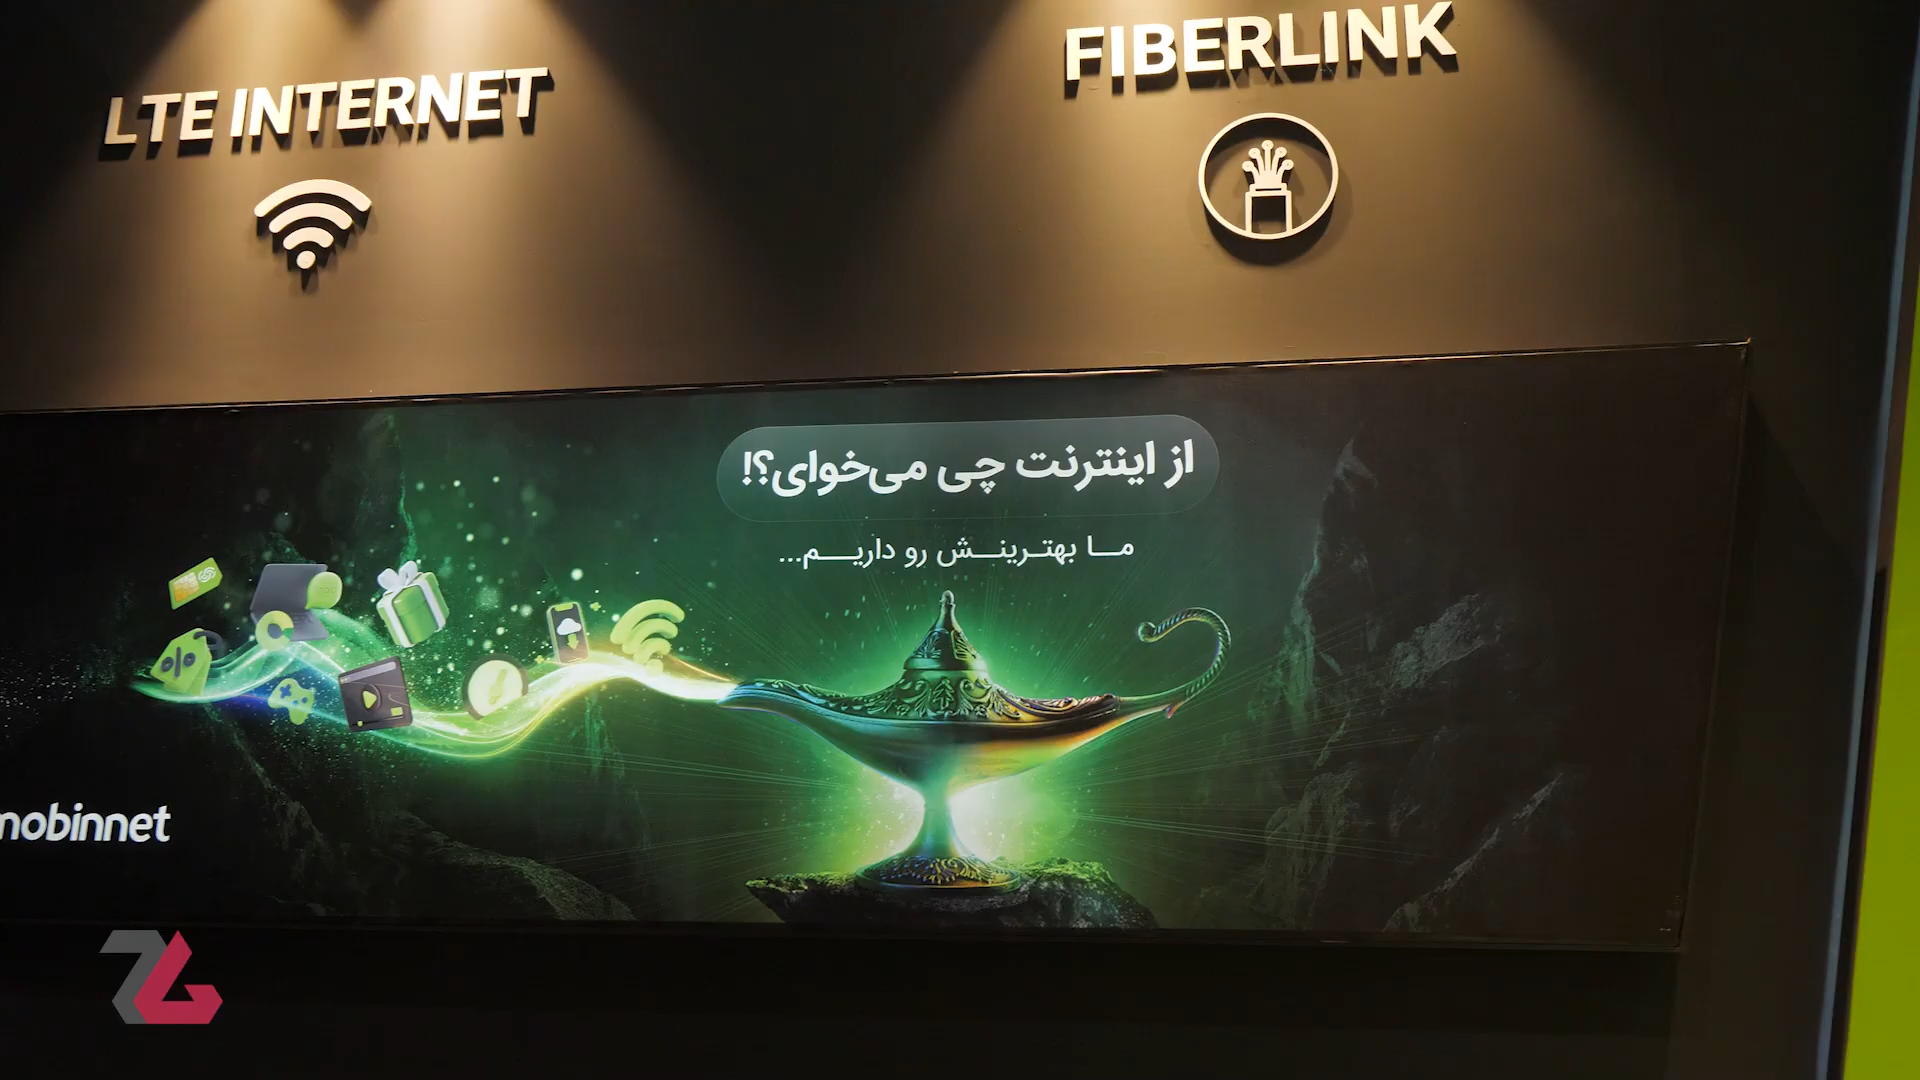 LTE INTERNET
FIBERLINK
از اینترنت چی می‌خوای؟!
ما بهترینش رو داریم...
mobinnet